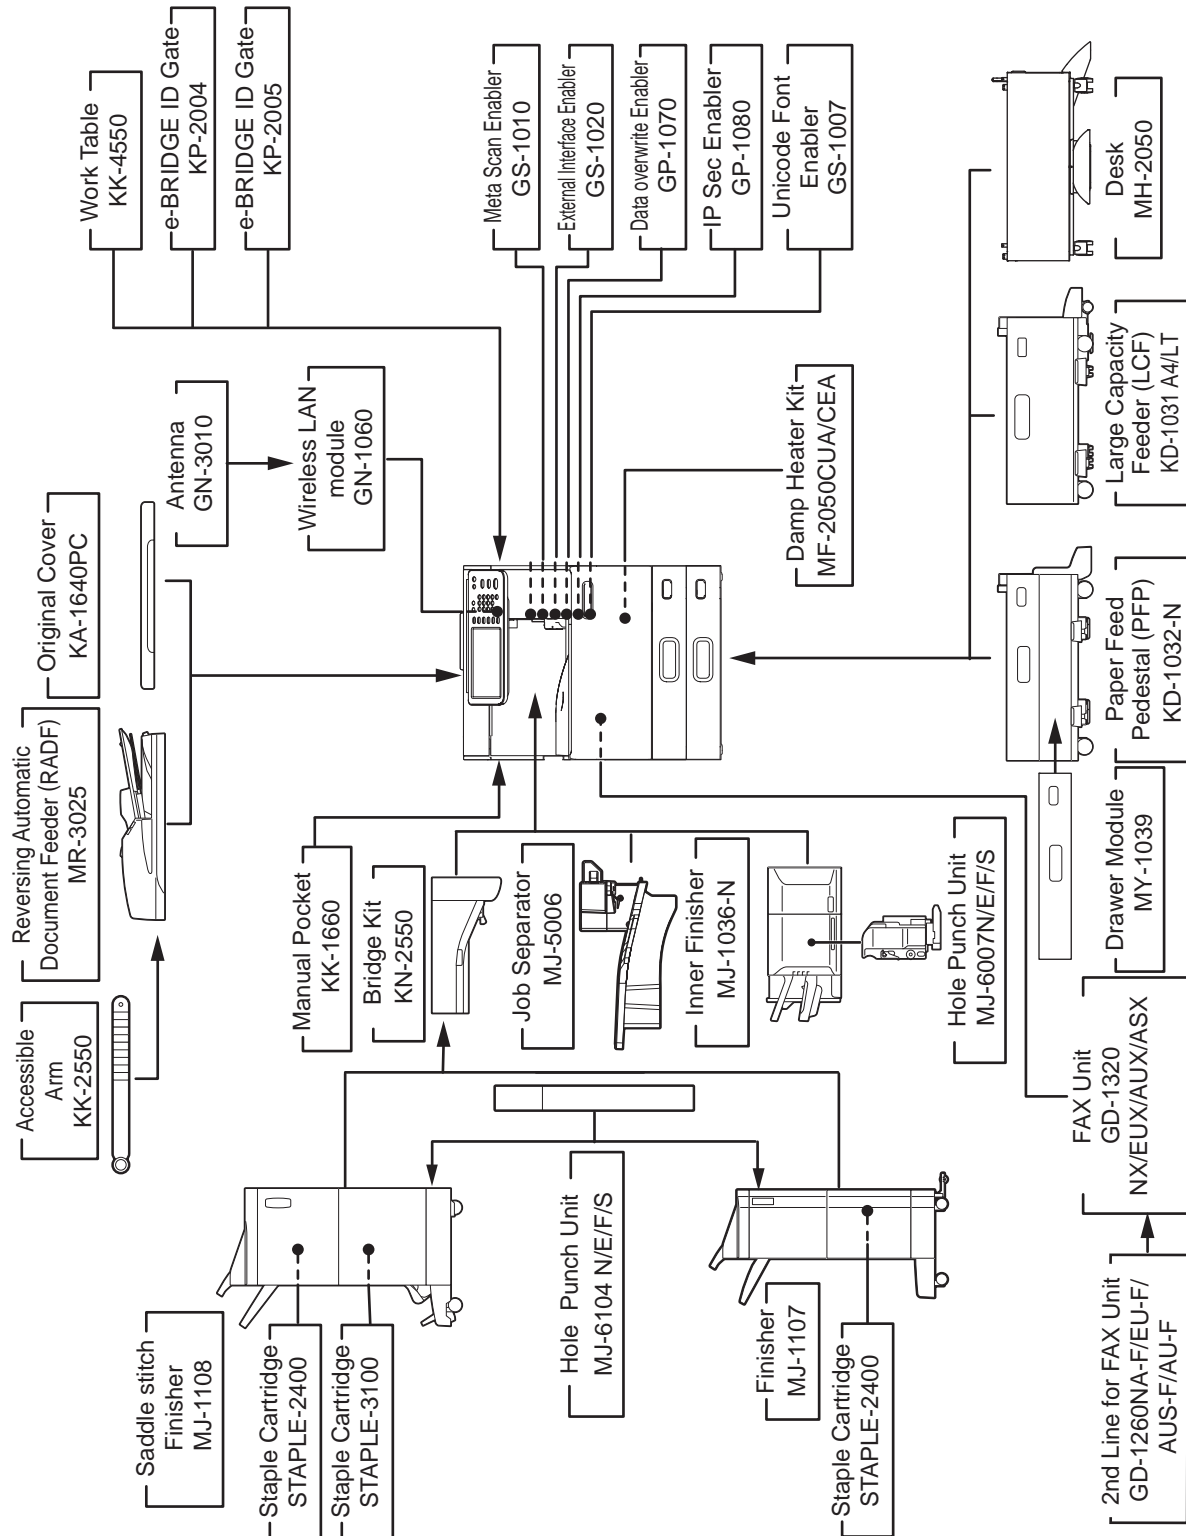 Saddle stitch
Finisher
MJ-1108
Staple Cartridge
STAPLE-2400
Staple Cartridge
STAPLE-3100
Hole Punch Unit
MJ-6104 N/E/F/S
Finisher
MJ-1107
Staple Cartridge
STAPLE-2400
2nd Line for FAX Unit
GD-1260NA-F/EU-F/
AUS-F/AU-F
Accessible
Arm
KK-2550
Reversing Automatic
Document Feeder (RADF)
MR-3025
Original Cover
KA-1640PC
Manual Pocket
KK-1660
Bridge Kit
KN-2550
Job Separator
MJ-5006
Inner Finisher
MJ-1036-N
Hole Punch Unit
MJ-6007N/E/F/S
FAX Unit
GD-1320
NX/EUX/AUX/ASX
Antenna
GN-3010
Wireless LAN
module
GN-1060
Work Table
KK-4550
e-BRIDGE ID Gate
KP-2004
e-BRIDGE ID Gate
KP-2005
Meta Scan Enabler
GS-1010
External Interface Enabler
GS-1020
Data overwrite Enabler
GP-1070
IP Sec Enabler
GP-1080
Unicode Font
Enabler
GS-1007
Damp Heater Kit
MF-2050CUA/CEA
Drawer Module
MY-1039
Paper Feed
Pedestal (PFP)
KD-1032-N
Large Capacity
Feeder (LCF)
KD-1031 A4/LT
Desk
MH-2050